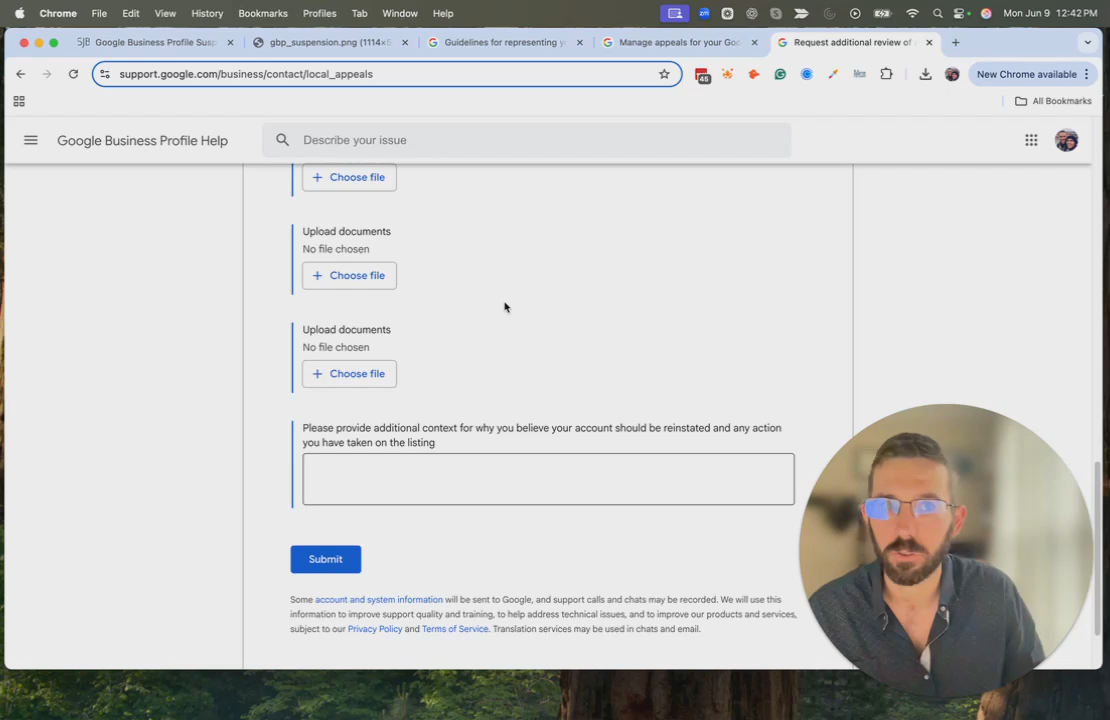 Chrome File Edit View History Bookmarks Profiles Tab Window Help
zm
Mon Jun 9 12:42 PM
SJB Google Business Profile Susp
gbp_suspension.png (1114×5
Guidelines for representing y
Manage appeals for your Goo
Request additional review of
support.google.com/business/contact/local_appeals
45
New Chrome available
All Bookmarks
Google Business Profile Help
Describe your issue
+ Choose file
Upload documents
No file chosen
+ Choose file
Upload documents
No file chosen
+ Choose file
Please provide additional context for why you believe your account should be reinstated and any action
you have taken on the listing
Submit
Some account and system information will be sent to Google, and support calls and chats may be recorded. We will use this
information to improve support quality and training, to help address technical issues, and to improve our products and services,
subject to our Privacy Policy and Terms of Service. Translation services may be used in chats and email.